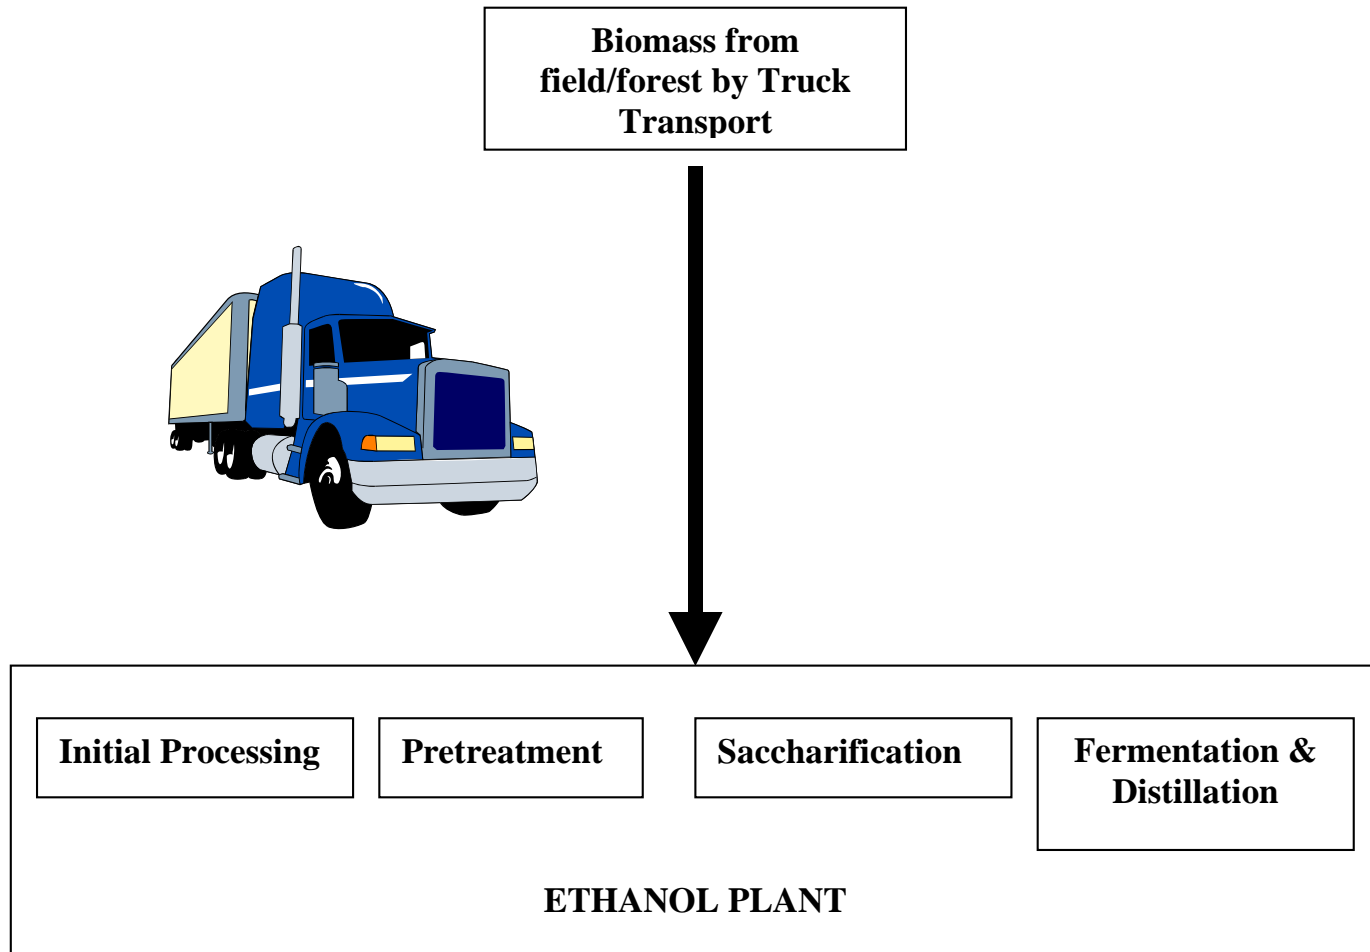 Biomass from
field/forest by Truck
Transport
Initial Processing
Pretreatment
Saccharification
Fermentation &
Distillation
ETHANOL PLANT